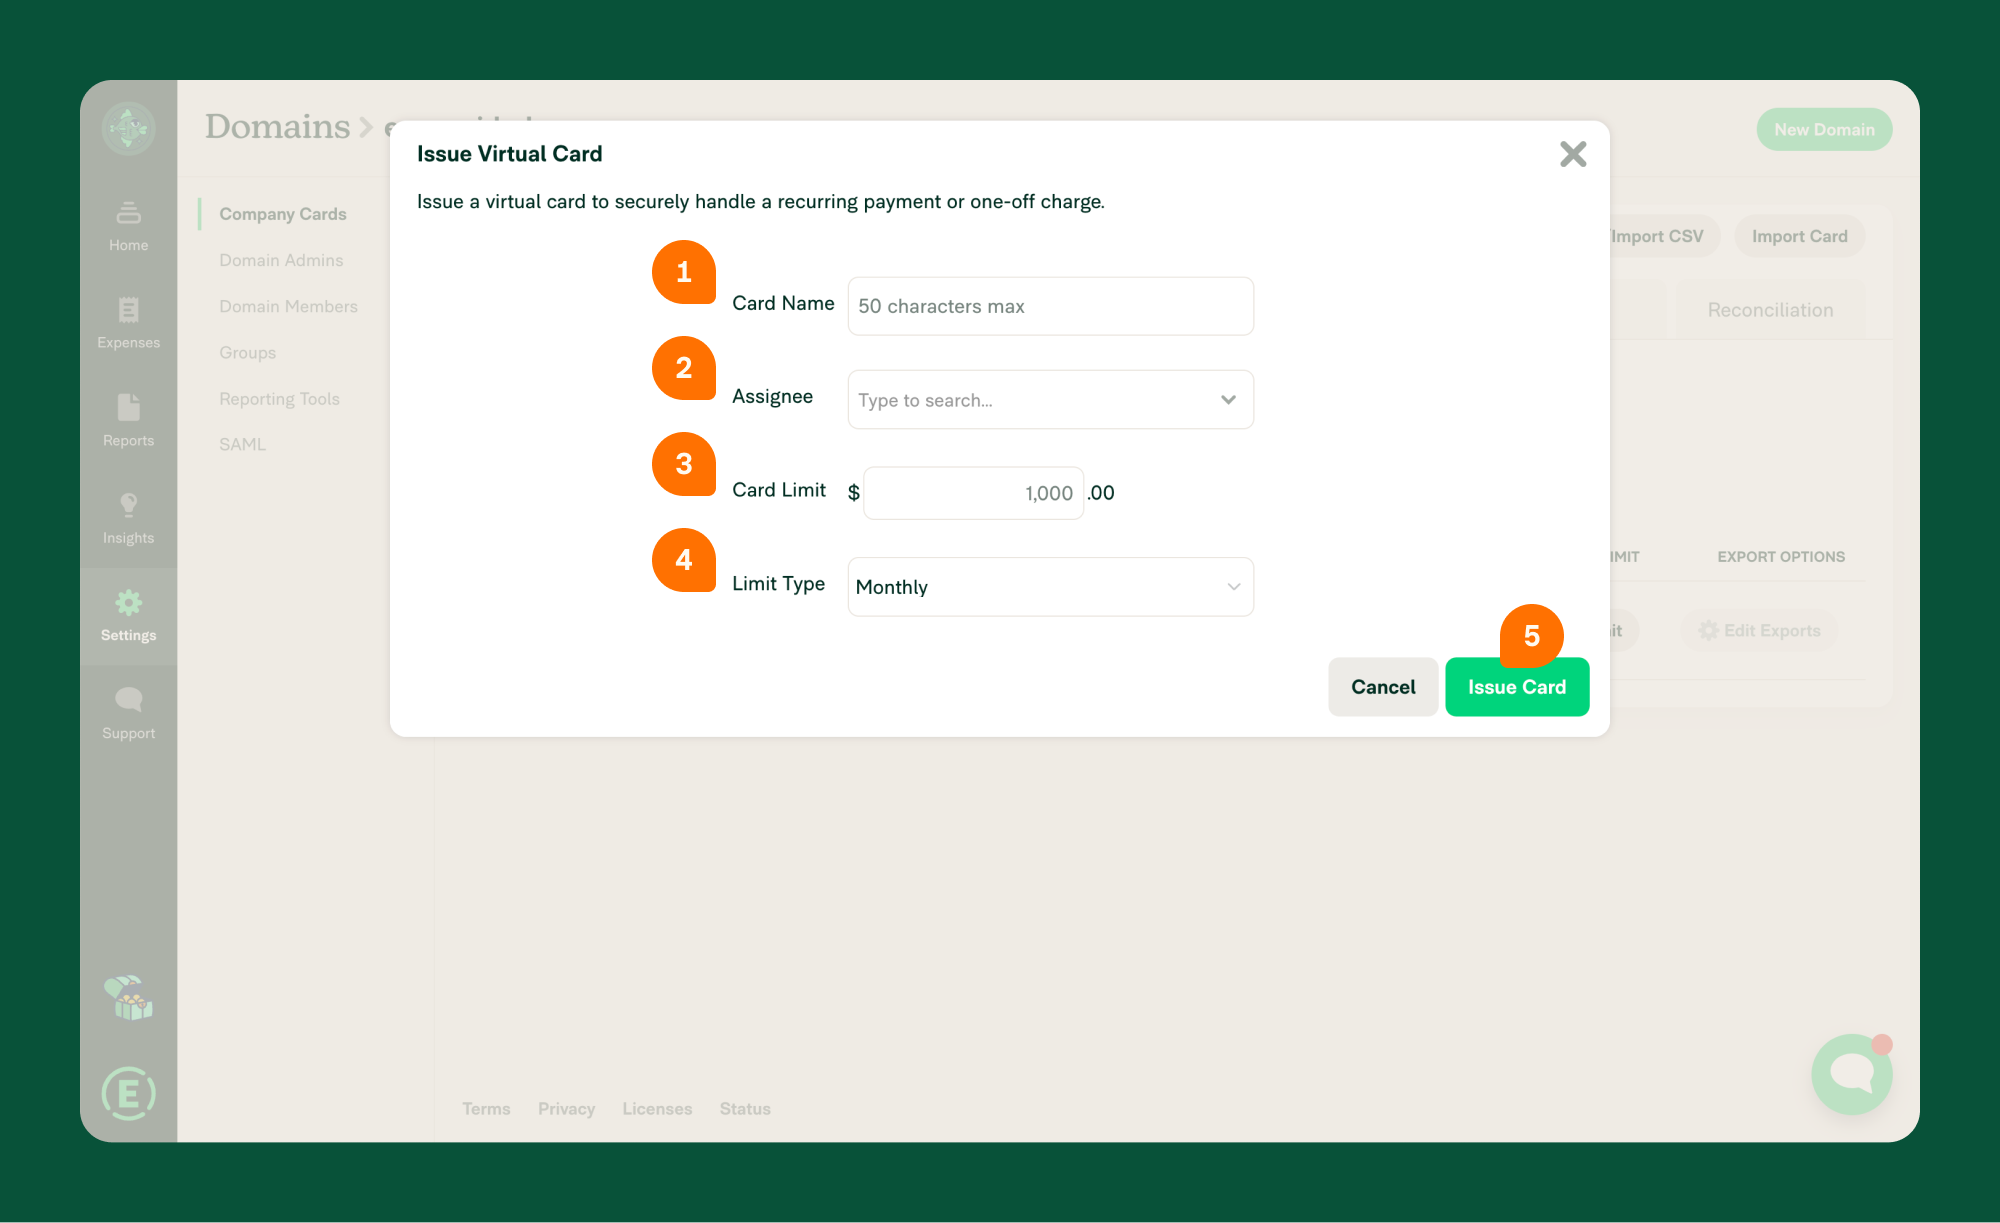 Domains
New Domain
Home
Expenses
Reports
Insights
Settings
Support
E
Company Cards
Domain Admins
Domain Members
Groups
Reporting Tools
SAML
Issue Virtual Card
Issue a virtual card to securely handle a recurring payment or one-off charge.
1
Card Name
50 characters max
2
Assignee
Type to search...
3
Card Limit $ 1,000 .00
4
Limit Type
Monthly
5
Cancel
Issue Card
Import CSV
Import Card
Reconciliation
EXPORT OPTIONS
Edit Exports
Terms Privacy Licenses Status